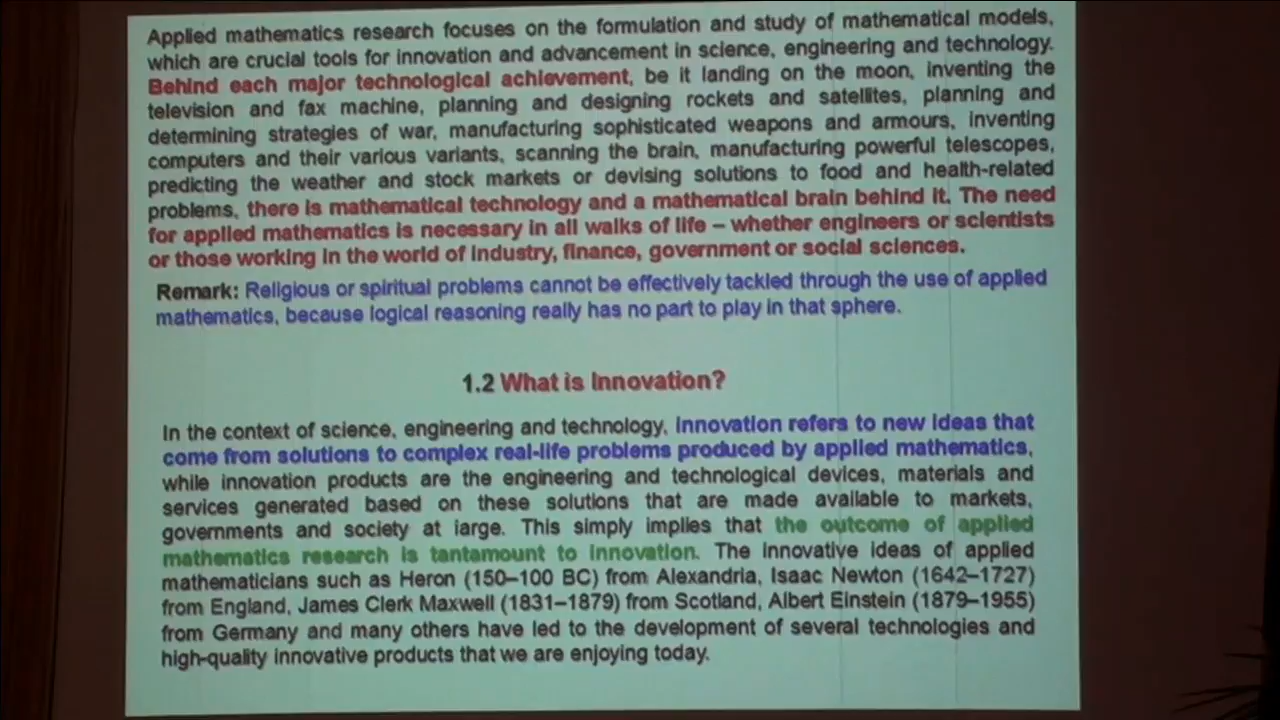 Applied mathematics research focuses on the formulation and study of mathematical models,
which are crucial tools for innovation and advancement in science, engineering and technology.
Behind each major technological achievement, be it landing on the moon, inventing the
television and fax machine, planning and designing rockets and satellites, planning and
determining strategies of war, manufacturing sophisticated weapons and armours, inventing
computers and their various variants, scanning the brain, manufacturing powerful telescopes,
predicting the weather and stock markets or devising solutions to food and health-related
problems, there is mathematical technology and a mathematical brain behind it. The need
for applied mathematics is necessary in all walks of life – whether engineers or scientists
or those working in the world of industry, finance, government or social sciences.
Remark: Religious or spiritual problems cannot be effectively tackled through the use of applied
mathematics, because logical reasoning really has no part to play in that sphere.
1.2 What is Innovation?
In the context of science, engineering and technology, innovation refers to new ideas that
come from solutions to complex real-life problems produced by applied mathematics,
while innovation products are the engineering and technological devices, materials and
services generated based on these solutions that are made available to markets,
governments and society at large. This simply implies that the outcome of applied
mathematics research is tantamount to innovation. The innovative ideas of applied
mathematicians such as Heron (150–100 BC) from Alexandria, Isaac Newton (1642–1727)
from England, James Clerk Maxwell (1831–1879) from Scotland, Albert Einstein (1879–1955)
from Germany and many others have led to the development of several technologies and
high-quality innovative products that we are enjoying today.